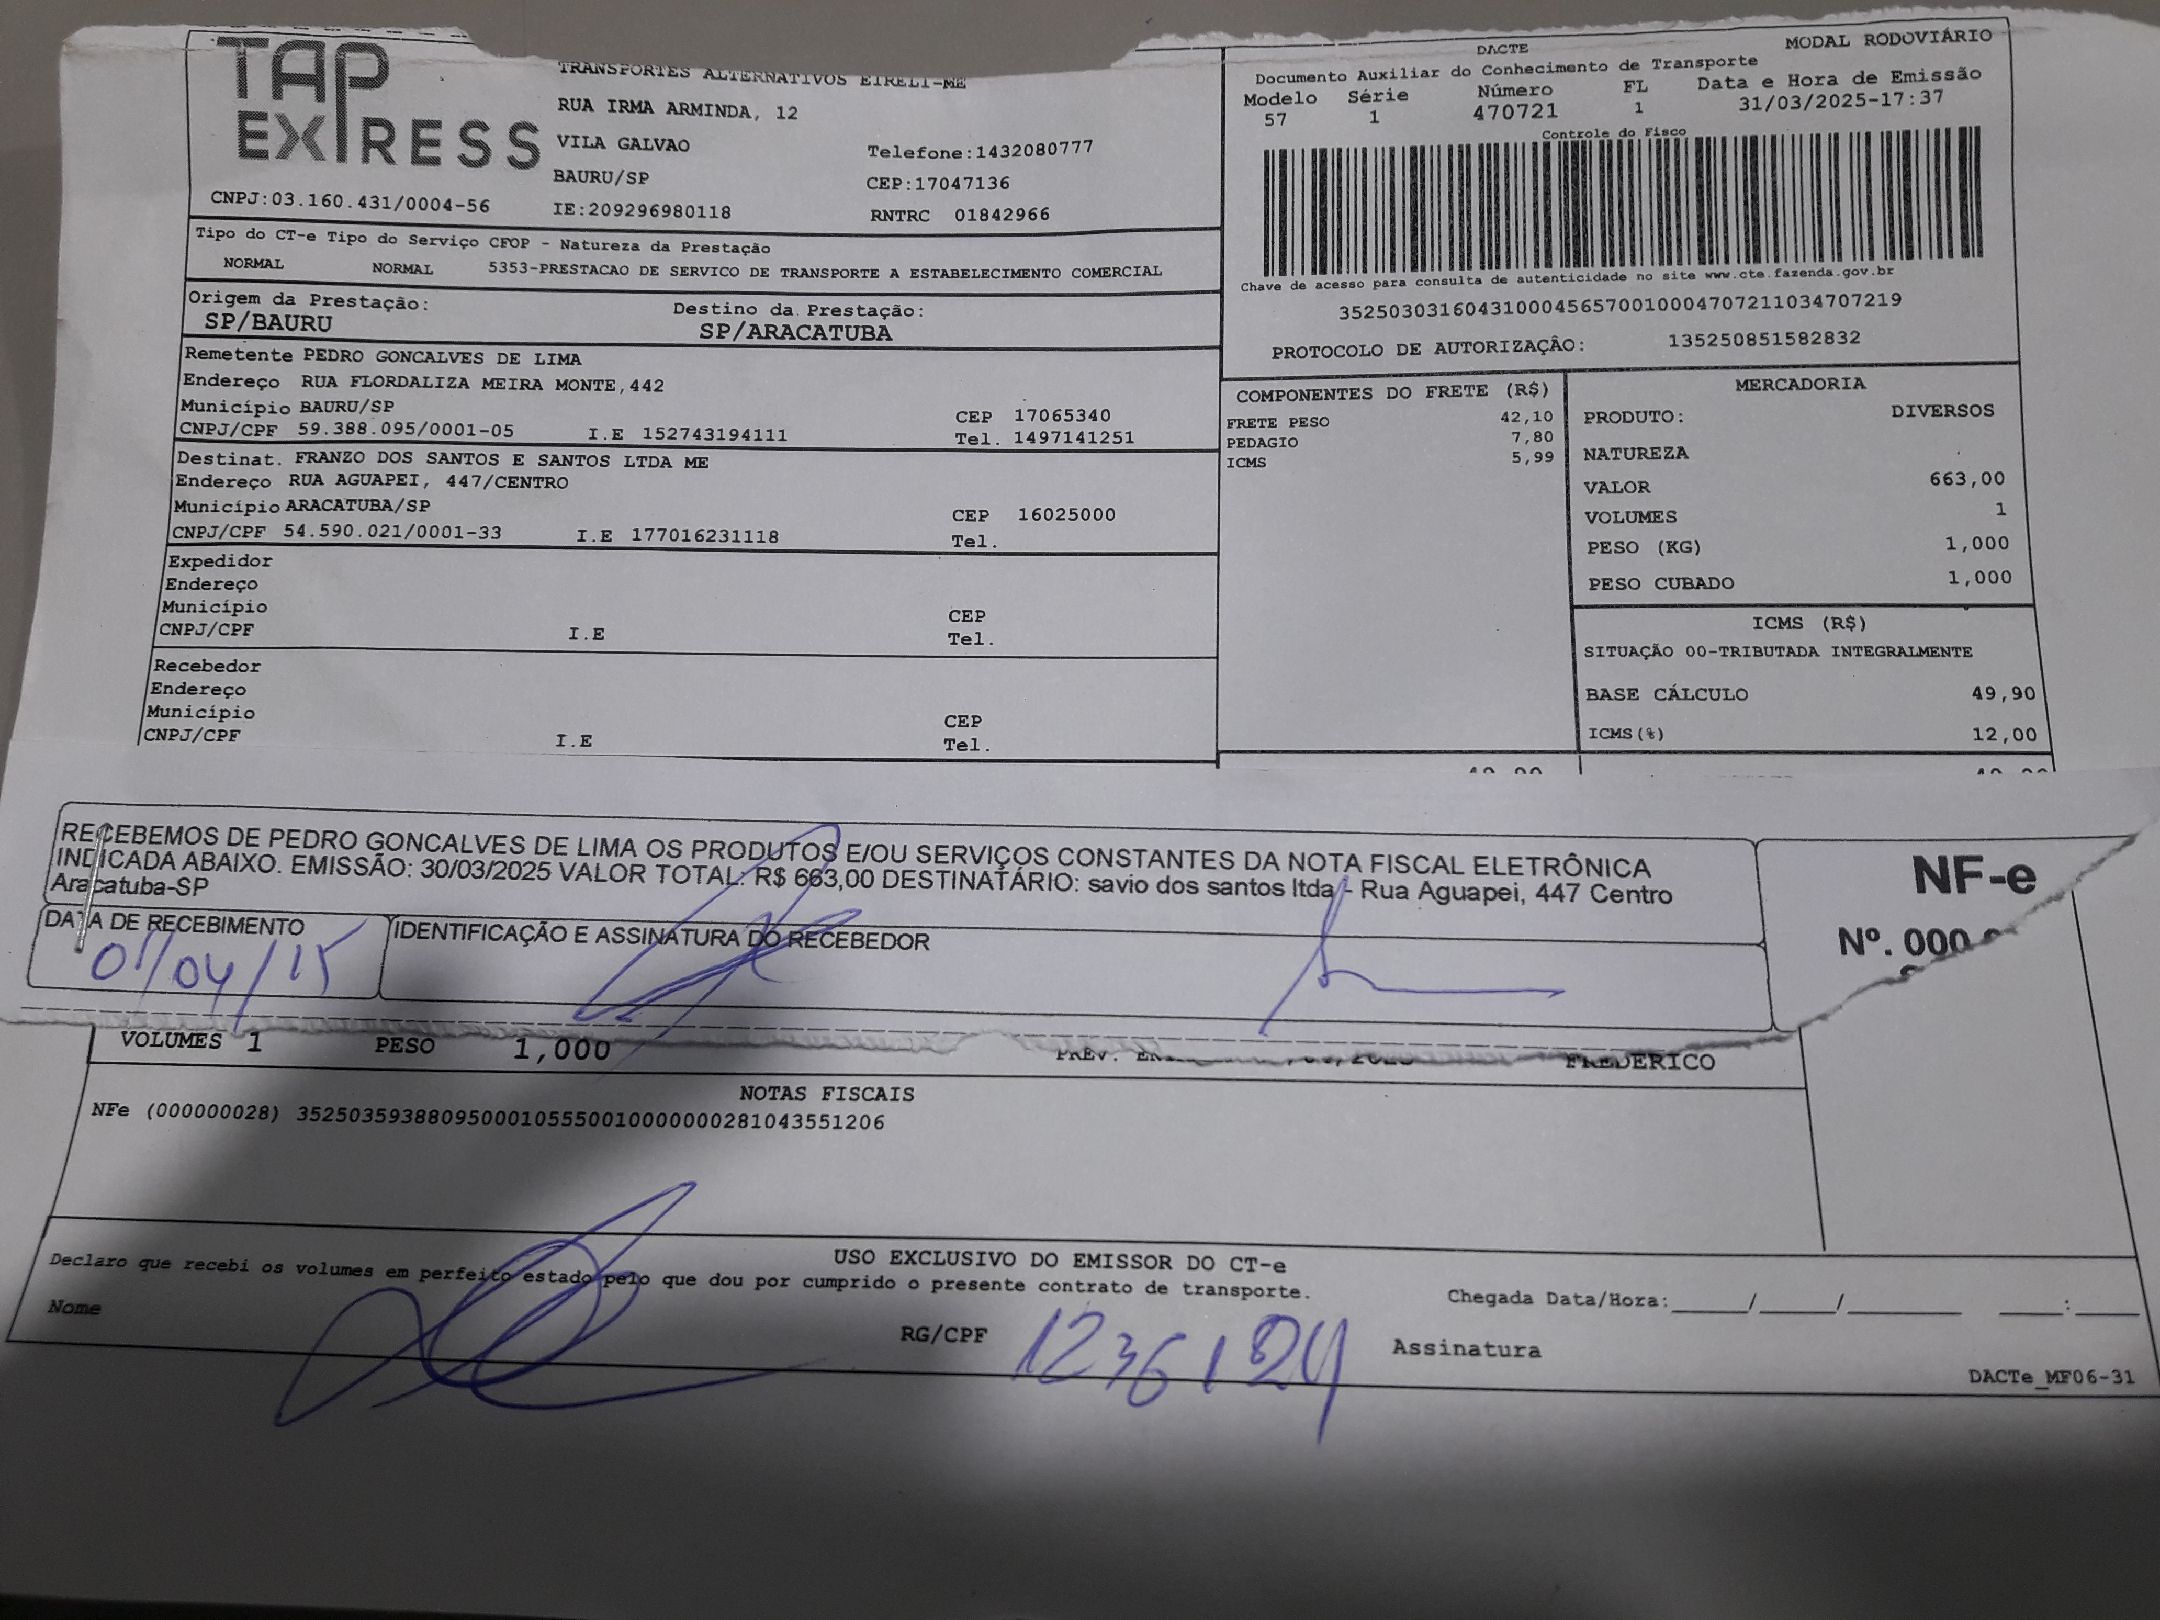 TAP
EXPRESS
TRANSPORTES ALTERNATIVOS EIRELI-ME
RUA IRMA ARMINDA, 12
VILA GALVAO Telefone:1432080777
BAURU/SP CEP:17047136
CNPJ:03.160.431/0004-56 IE:209296980118 RNTRC 01842966
DACTE MODAL RODOVIÁRIO
Documento Auxiliar do Conhecimento de Transporte
Modelo Série Número FL Data e Hora de Emissão
57 1 470721 1 31/03/2025-17:37
Controle do Fisco
Chave de acesso para consulta de autenticidade no site www.cte.fazenda.gov.br
35250303160431000456570010004707211034707219
PROTOCOLO DE AUTORIZAÇÃO: 135250851582832
Tipo do CT-e Tipo do Serviço CFOP - Natureza da Prestação
NORMAL NORMAL 5353-PRESTACAO DE SERVICO DE TRANSPORTE A ESTABELECIMENTO COMERCIAL
Origem da Prestação: Destino da Prestação:
SP/BAURU SP/ARACATUBA
Remetente PEDRO GONCALVES DE LIMA
Endereço RUA FLORDALIZA MEIRA MONTE,442
Município BAURU/SP CEP 17065340
CNPJ/CPF 59.388.095/0001-05 I.E 152743194111 Tel. 1497141251
Destinat. FRANZO DOS SANTOS E SANTOS LTDA ME
Endereço RUA AGUAPEI, 447/CENTRO
Município ARACATUBA/SP CEP 16025000
CNPJ/CPF 54.590.021/0001-33 I.E 177016231118 Tel.
Expedidor
Endereço
Município CEP
CNPJ/CPF I.E Tel.
Recebedor
Endereço
Município CEP
CNPJ/CPF I.E Tel.
COMPONENTES DO FRETE (R$)
FRETE PESO 42,10
PEDAGIO 7,80
ICMS 5,99
MERCADORIA
PRODUTO: DIVERSOS
NATUREZA
VALOR 663,00
VOLUMES 1
PESO (KG) 1,000
PESO CUBADO 1,000
ICMS (R$)
SITUAÇÃO 00-TRIBUTADA INTEGRALMENTE
BASE CÁLCULO 49,90
ICMS(%) 12,00
RECEBEMOS DE PEDRO GONCALVES DE LIMA OS PRODUTOS E/OU SERVIÇOS CONSTANTES DA NOTA FISCAL ELETRÔNICA
INDICADA ABAIXO. EMISSÃO: 30/03/2025 VALOR TOTAL: R$ 663,00 DESTINATÁRIO: savio dos santos ltda - Rua Aguapei, 447 Centro
Aracatuba-SP
NF-e
Nº. 000
DATA DE RECEBIMENTO IDENTIFICAÇÃO E ASSINATURA DO RECEBEDOR
01/04/15
VOLUMES 1 PESO 1,000 PREV. FREDERICO
NOTAS FISCAIS
NFe (000000028) 35250359388095000105550010000000281043551206
USO EXCLUSIVO DO EMISSOR DO CT-e
Declaro que recebi os volumes em perfeito estado pelo que dou por cumprido o presente contrato de transporte.
Chegada Data/Hora:_____/_____/_______ ____:____
Nome RG/CPF 12361824 Assinatura
DACTe_MF06-31